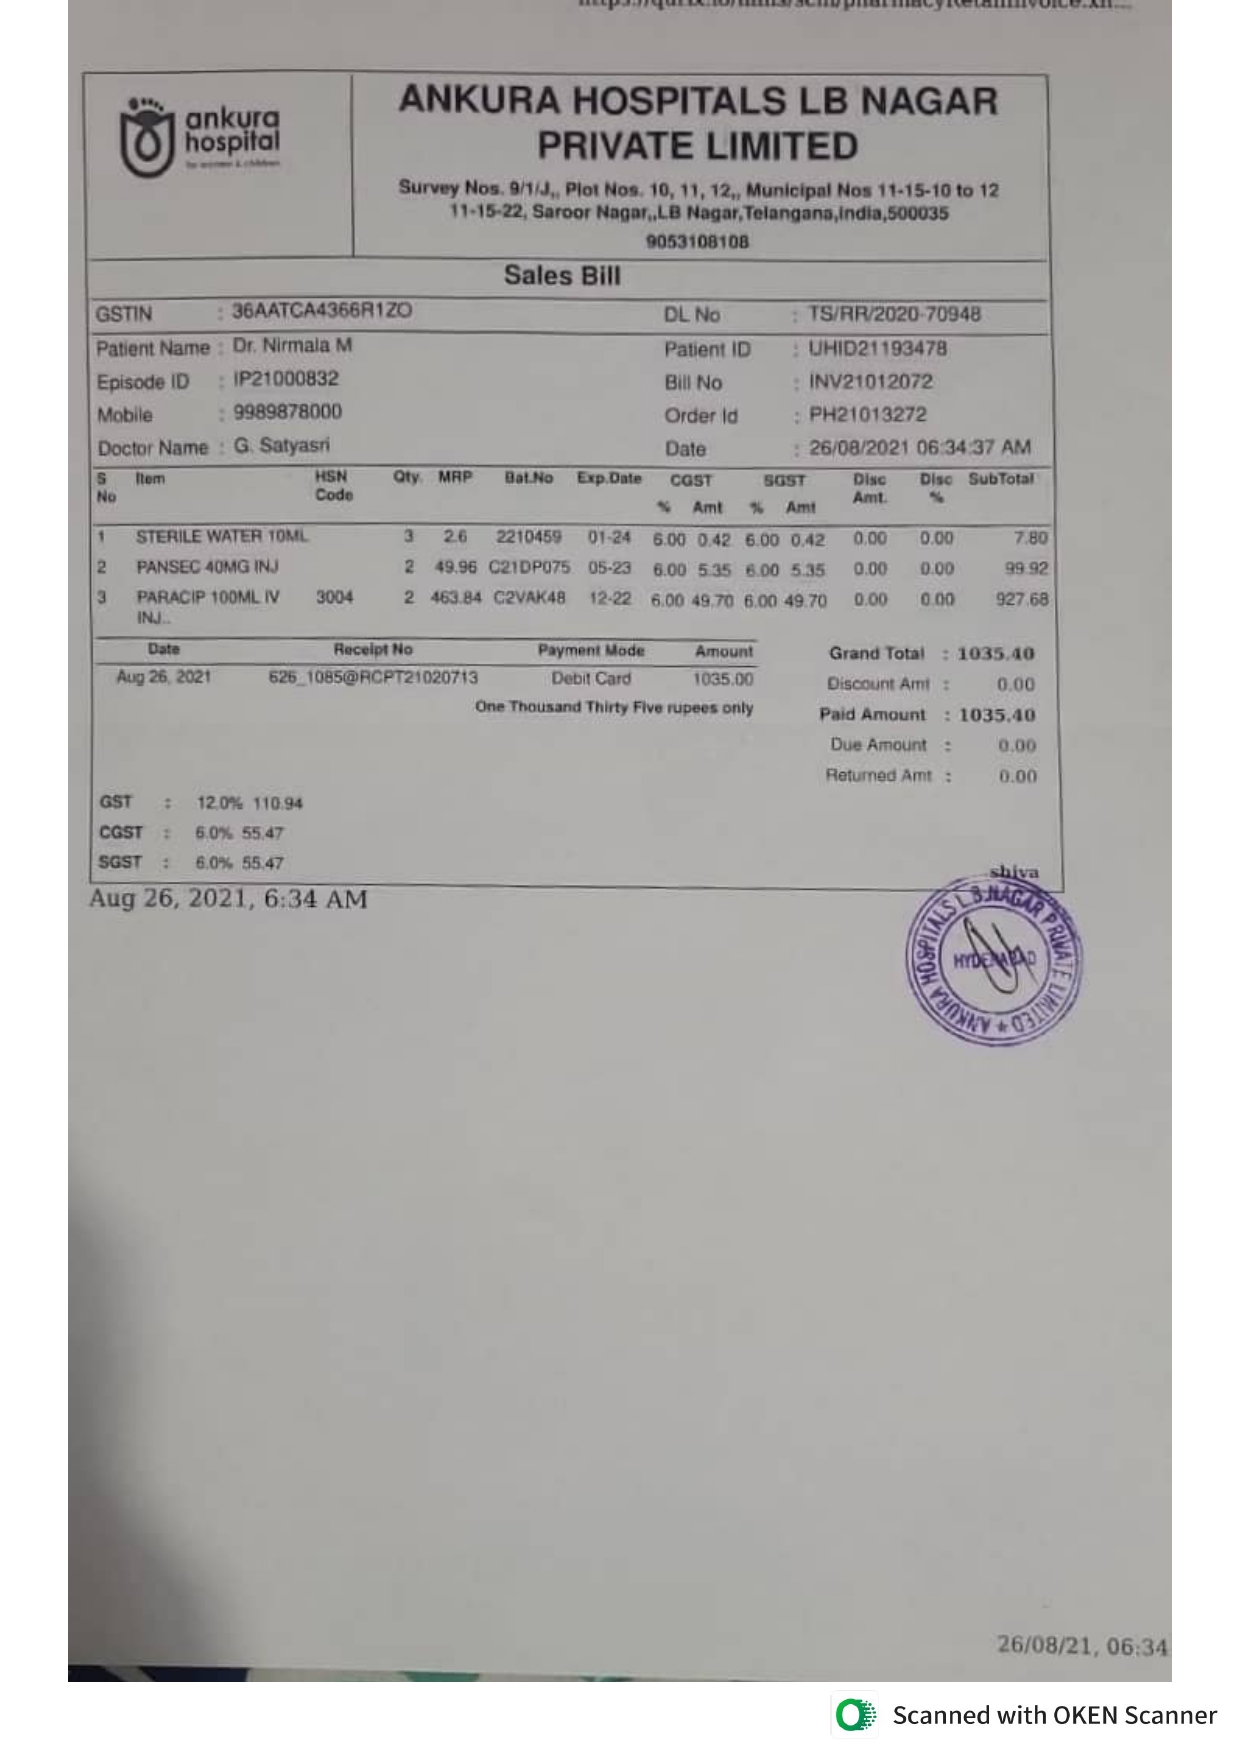 ankura
hospital
for women & children
ANKURA HOSPITALS LB NAGAR
PRIVATE LIMITED
Survey Nos. 9/1/J,, Plot Nos. 10, 11, 12,, Municipal Nos 11-15-10 to 12
11-15-22, Saroor Nagar,,LB Nagar,Telangana,India,500035
9053108108
Sales Bill
GSTIN : 36AATCA4366R1ZO DL No : TS/RR/2020-70948
Patient Name : Dr. Nirmala M Patient ID : UHID21193478
Episode ID : IP21000832 Bill No : INV21012072
Mobile : 9989878000 Order Id : PH21013272
Doctor Name : G. Satyasri Date : 26/08/2021 06:34:37 AM
S Item HSN Qty. MRP Bat.No Exp.Date CGST SGST Disc Disc SubTotal
No Code % Amt % Amt Amt. %
1 STERILE WATER 10ML 3 2.6 2210459 01-24 6.00 0.42 6.00 0.42 0.00 0.00 7.80
2 PANSEC 40MG INJ 2 49.96 C21DP075 05-23 6.00 5.35 6.00 5.35 0.00 0.00 99.92
3 PARACIP 100ML IV 3004 2 463.84 C2VAK48 12-22 6.00 49.70 6.00 49.70 0.00 0.00 927.68
INJ..
Date Receipt No Payment Mode Amount
Aug 26, 2021 626_1085@RCPT21020713 Debit Card 1035.00
One Thousand Thirty Five rupees only
Grand Total : 1035.40
Discount Amt : 0.00
Paid Amount : 1035.40
Due Amount : 0.00
Returned Amt : 0.00
GST : 12.0% 110.94
CGST : 6.0% 55.47
SGST : 6.0% 55.47
shiva
Aug 26, 2021, 6:34 AM
ANKURA HOSPITALS L.B.NAGAR PRIVATE LIMITED
HYDERABAD
26/08/21, 06:34
Scanned with OKEN Scanner